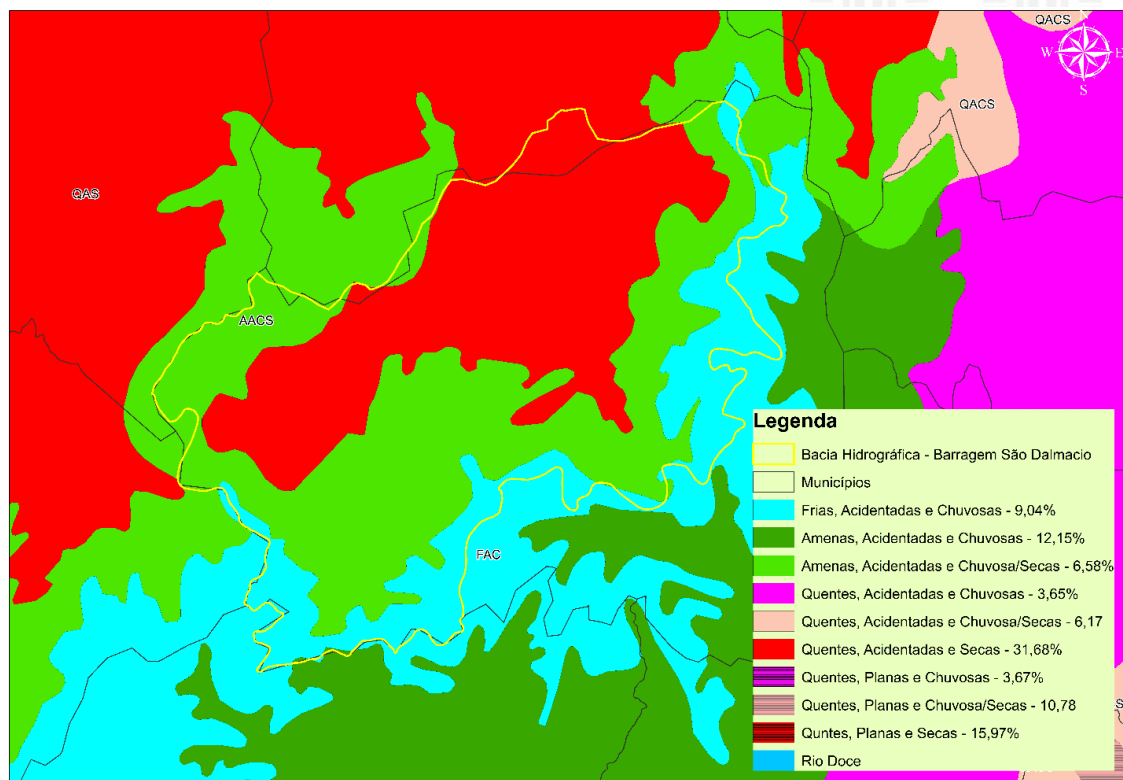 QACS
W
E
S
QACS
QAS
AACS
FAC
Legenda
Bacia Hidrográfica - Barragem São Dalmacio
Municípios
Frias, Acidentadas e Chuvosas - 9,04%
Amenas, Acidentadas e Chuvosas - 12,15%
Amenas, Acidentadas e Chuvosa/Secas - 6,58%
Quentes, Acidentadas e Chuvosas - 3,65%
Quentes, Acidentadas e Chuvosa/Secas - 6,17
Quentes, Acidentadas e Secas - 31,68%
Quentes, Planas e Chuvosas - 3,67%
Quentes, Planas e Chuvosa/Secas - 10,78
Quntes, Planas e Secas - 15,97%
Rio Doce